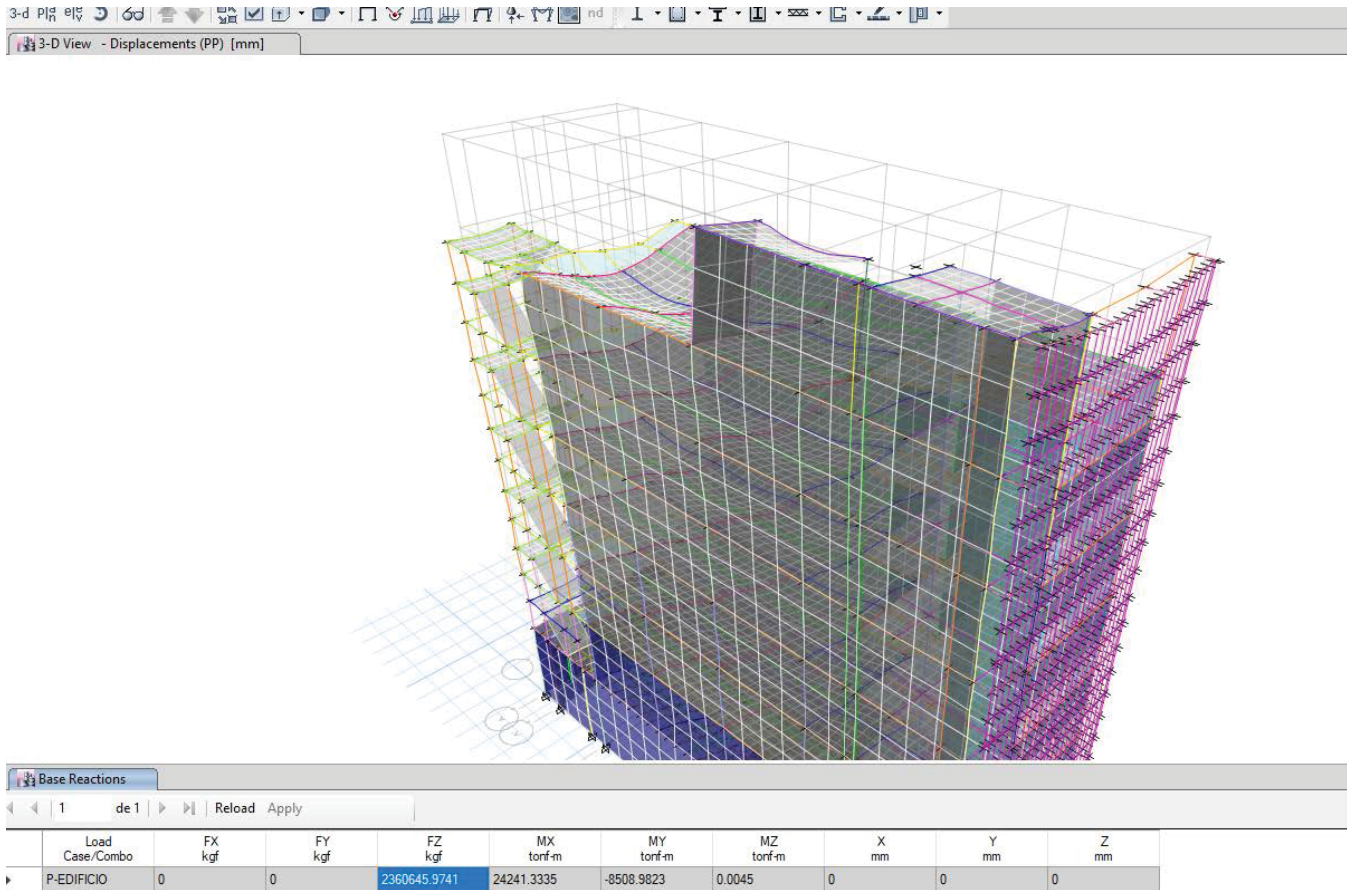 3-d
nd
3-D View - Displacements (PP) [mm]
Base Reactions
1 de 1 Reload Apply
Load Case/Combo FX kgf FY kgf FZ kgf MX tonf-m MY tonf-m MZ tonf-m X mm Y mm Z mm
P-EDIFICIO 0 0 2360645.9741 24241.3335 -8508.9823 0.0045 0 0 0